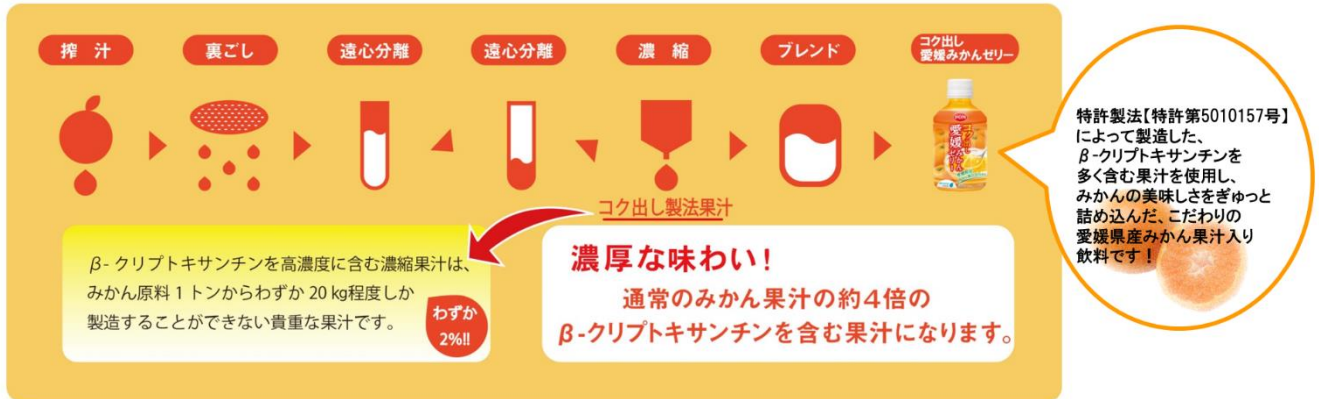 搾 汁
裏ごし
遠心分離
遠心分離
濃 縮
ブレンド
コク出し
愛媛みかんゼリー
コク出し製法果汁
β-クリプトキサンチンを高濃度に含む濃縮果汁は、
みかん原料1トンからわずか20㎏程度しか
製造することができない貴重な果汁です。
わずか
2%!!
濃厚な味わい!
通常のみかん果汁の約4倍の
β-クリプトキサンチンを含む果汁になります。
特許製法【特許第5010157号】
によって製造した、
β-クリプトキサンチンを
多く含む果汁を使用し、
みかんの美味しさをぎゅっと
詰め込んだ、こだわりの
愛媛県産みかん果汁入り
飲料です!